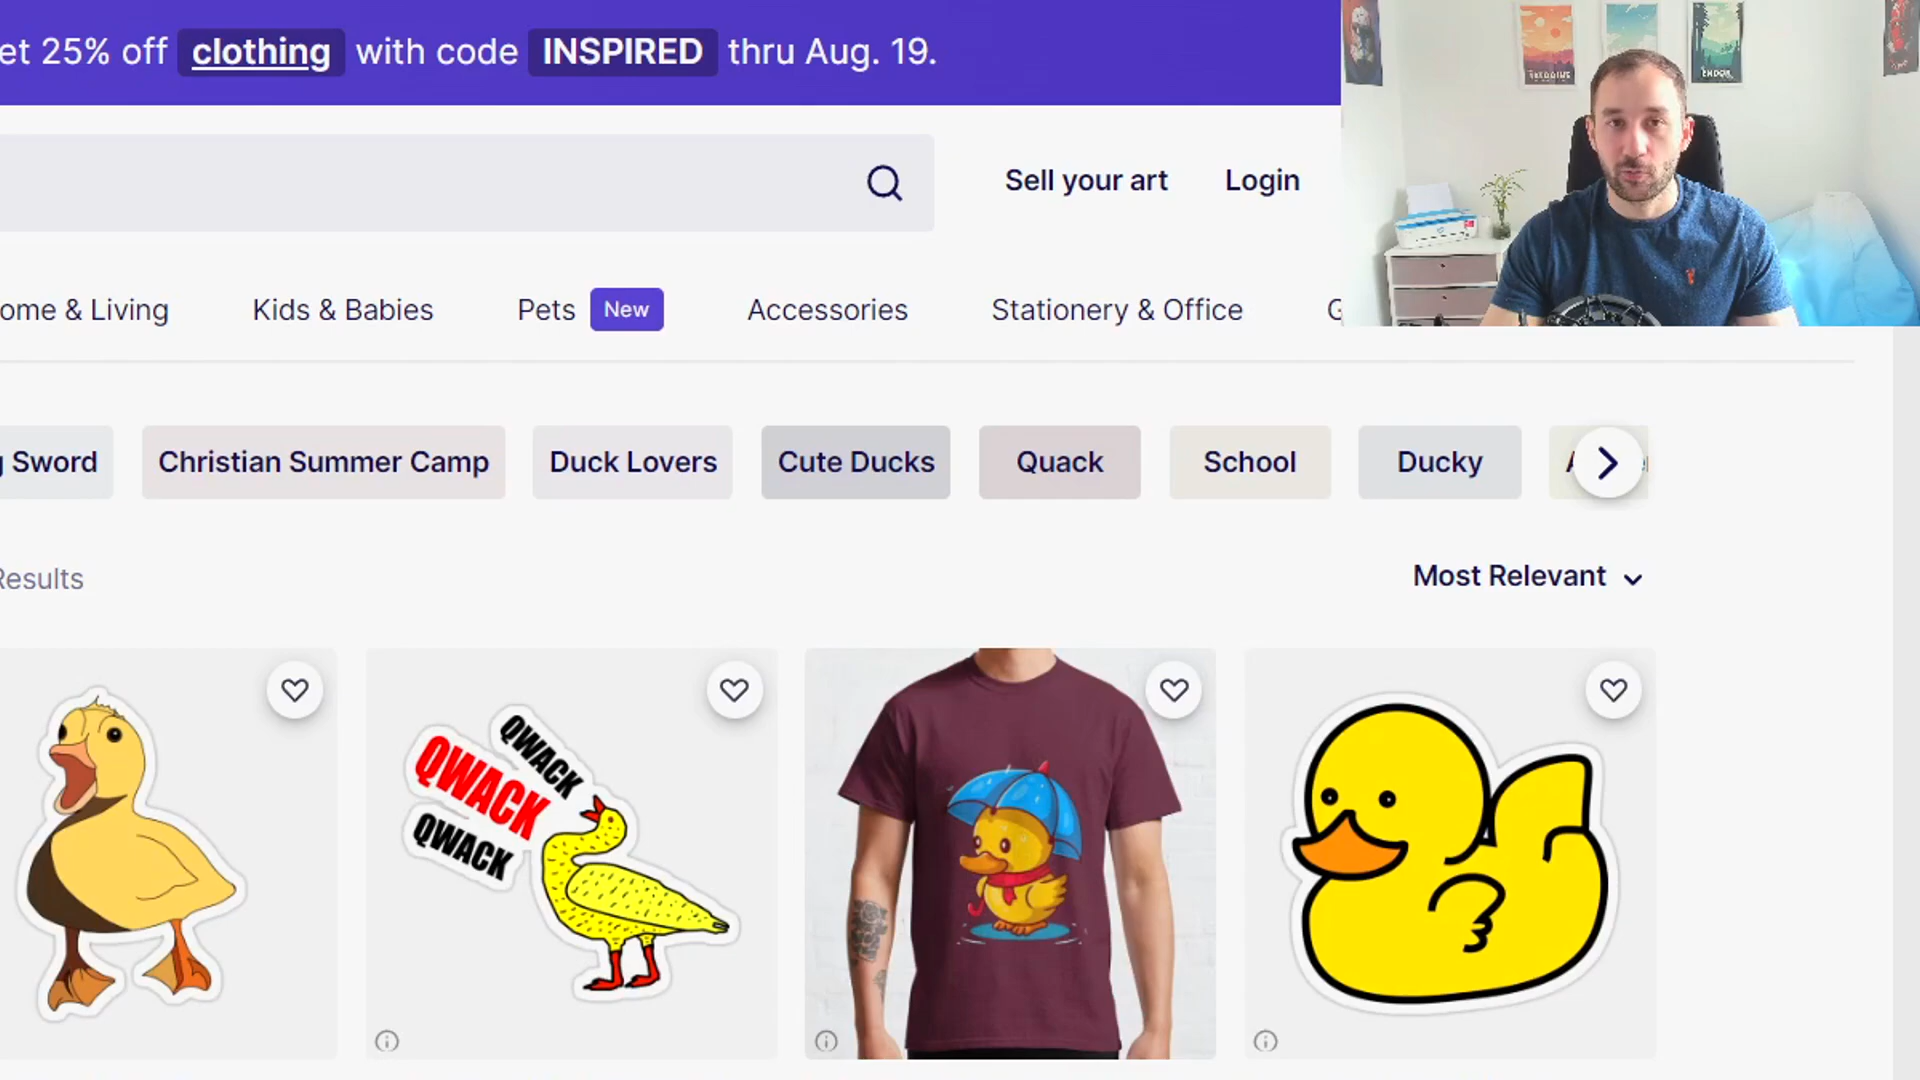 et 25% off clothing with code INSPIRED thru Aug. 19.
Sell your art Login
ome & Living Kids & Babies Pets New Accessories Stationery & Office G
g Sword Christian Summer Camp Duck Lovers Cute Ducks Quack School Ducky
Results Most Relevant
QWACK
QWACK
QWACK
ENDOR